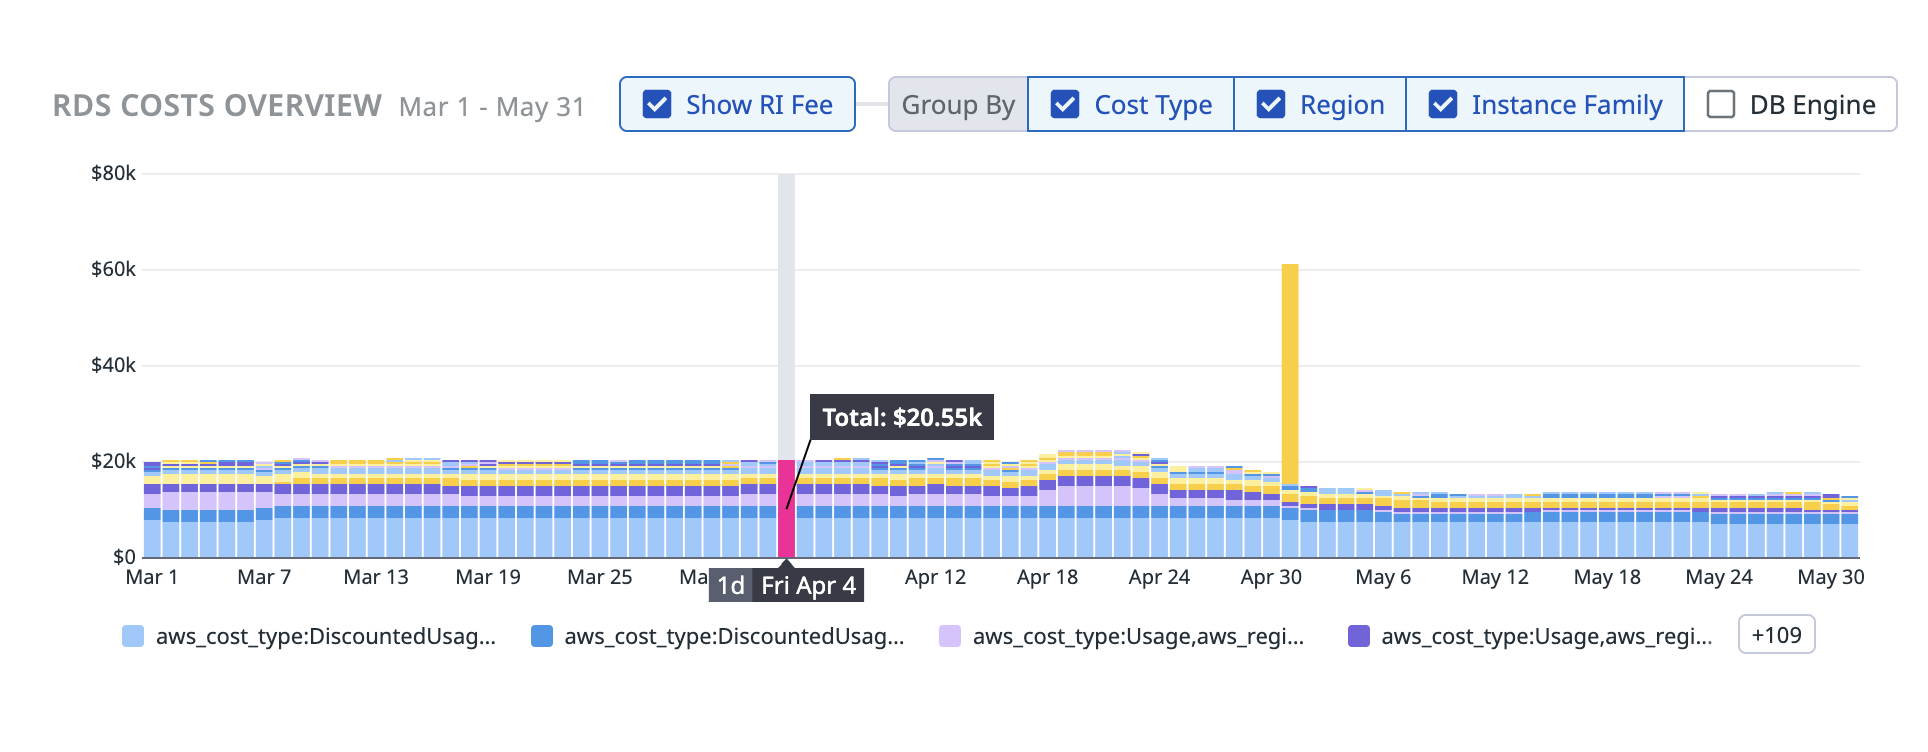 RDS COSTS OVERVIEW Mar 1 - May 31 Show RI Fee Group By Cost Type Region Instance Family DB Engine
$80k
$60k
$40k
Total: $20.55k
$20k
$0
Mar 1 Mar 7 Mar 13 Mar 19 Mar 25 Ma 1d Fri Apr 4 Apr 12 Apr 18 Apr 24 Apr 30 May 6 May 12 May 18 May 24 May 30
aws_cost_type:DiscountedUsag... aws_cost_type:DiscountedUsag... aws_cost_type:Usage,aws_regi... aws_cost_type:Usage,aws_regi... +109